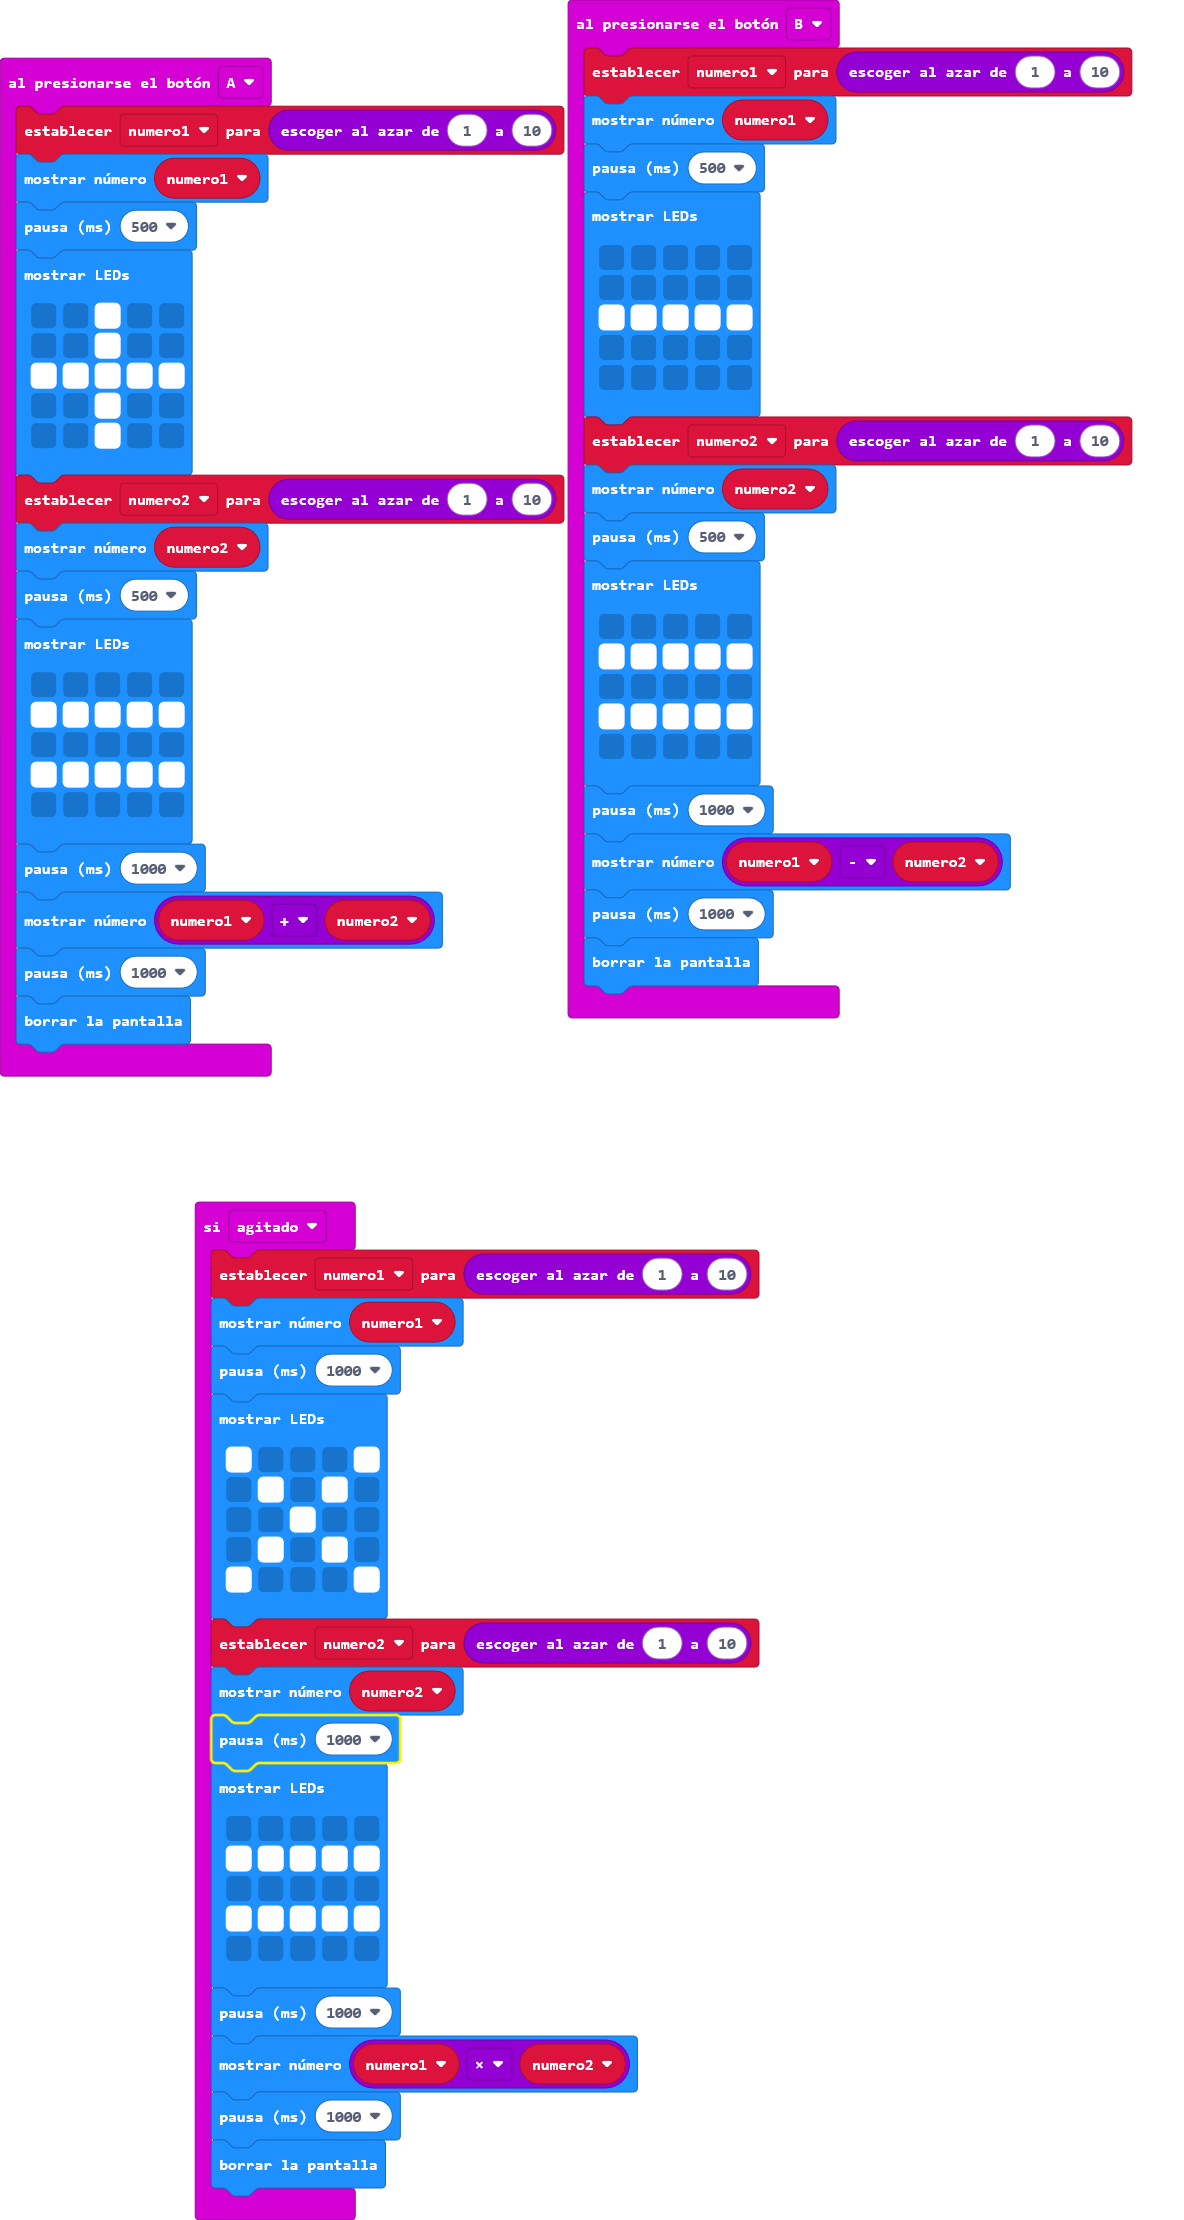 al presionarse el botón A
establecer numero1 para escoger al azar de 1 a 10
mostrar número numero1
pausa (ms) 500
mostrar LEDs
establecer numero2 para escoger al azar de 1 a 10
mostrar número numero2
pausa (ms) 500
mostrar LEDs
pausa (ms) 1000
mostrar número numero1 + numero2
pausa (ms) 1000
borrar la pantalla
al presionarse el botón B
establecer numero1 para escoger al azar de 1 a 10
mostrar número numero1
pausa (ms) 500
mostrar LEDs
establecer numero2 para escoger al azar de 1 a 10
mostrar número numero2
pausa (ms) 500
mostrar LEDs
pausa (ms) 1000
mostrar número numero1 - numero2
pausa (ms) 1000
borrar la pantalla
si agitado
establecer numero1 para escoger al azar de 1 a 10
mostrar número numero1
pausa (ms) 1000
mostrar LEDs
establecer numero2 para escoger al azar de 1 a 10
mostrar número numero2
pausa (ms) 1000
mostrar LEDs
pausa (ms) 1000
mostrar número numero1 × numero2
pausa (ms) 1000
borrar la pantalla